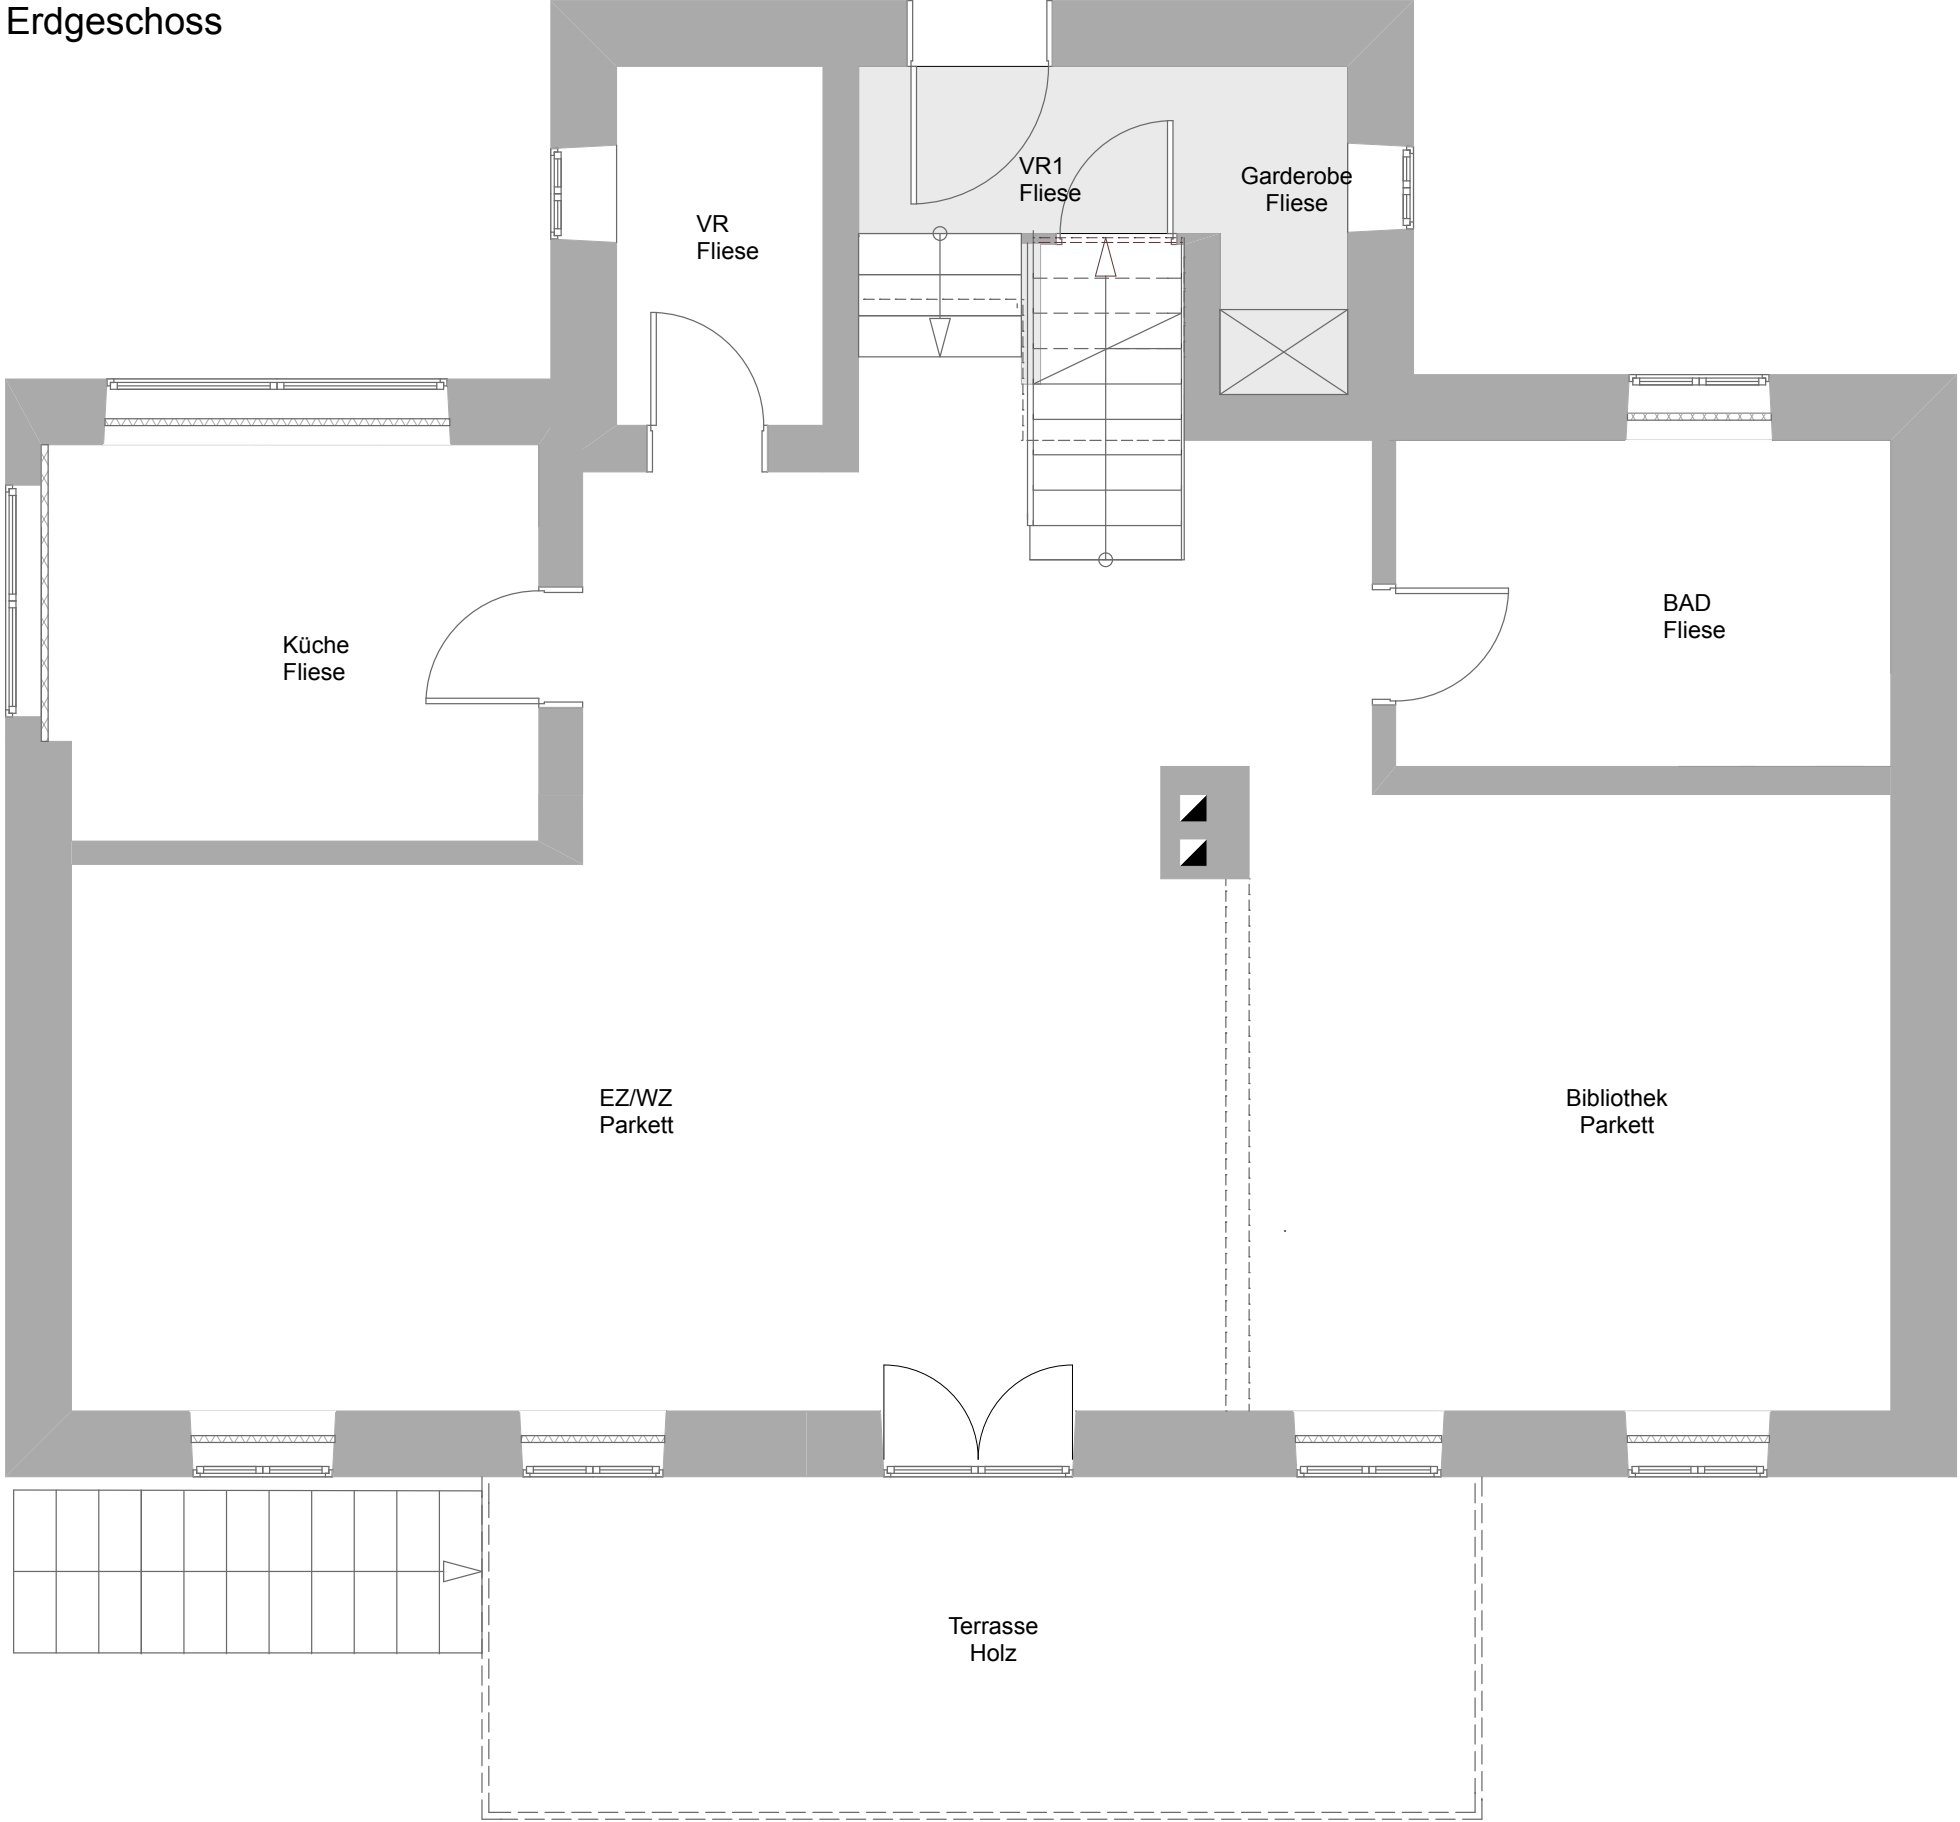 Erdgeschoss
VR1
Fliese
Garderobe
Fliese
VR
Fliese
Küche
Fliese
BAD
Fliese
EZ/WZ
Parkett
Bibliothek
Parkett
Terrasse
Holz